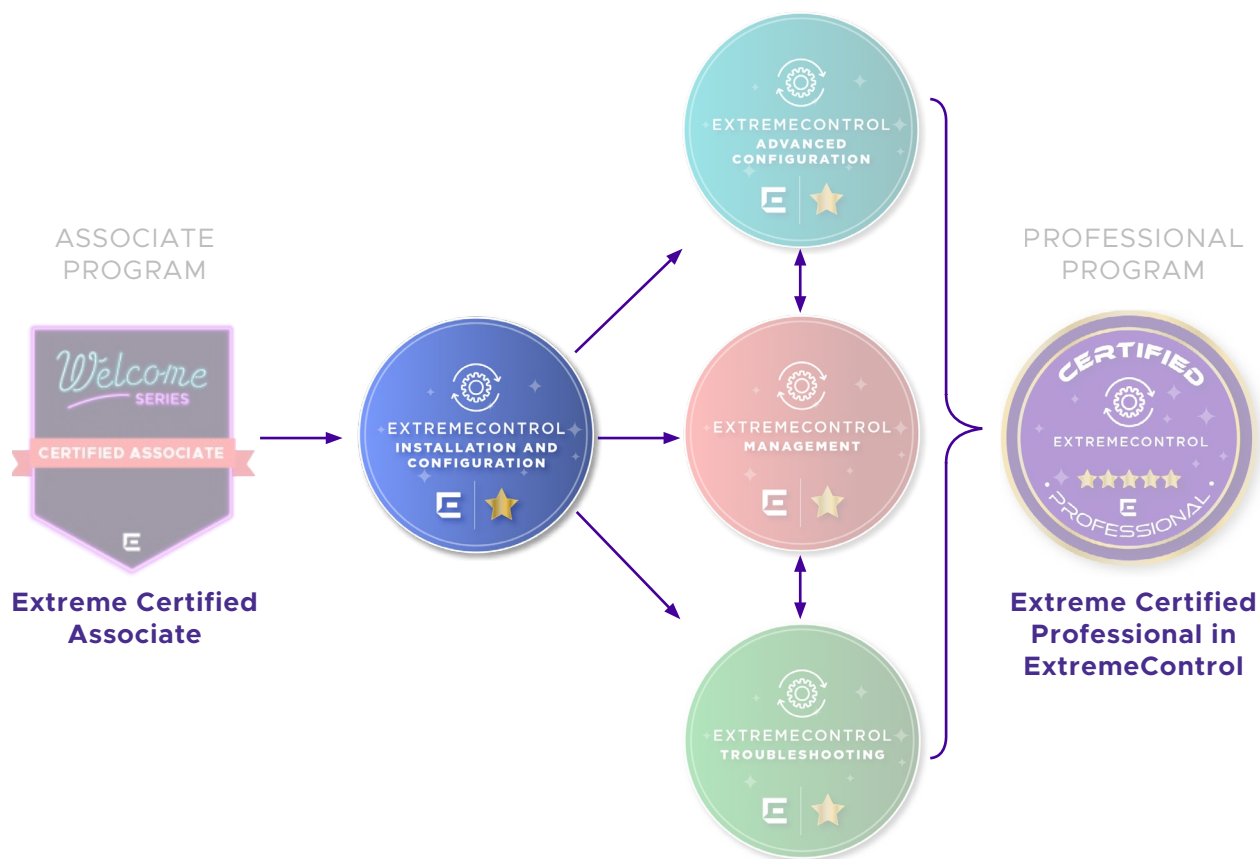 ASSOCIATE
PROGRAM
Welcome
SERIES
CERTIFIED ASSOCIATE
Extreme Certified
Associate
EXTREMECONTROL
INSTALLATION AND
CONFIGURATION
EXTREMECONTROL
ADVANCED
CONFIGURATION
EXTREMECONTROL
MANAGEMENT
EXTREMECONTROL
TROUBLESHOOTING
PROFESSIONAL
PROGRAM
CERTIFIED
EXTREMECONTROL
PROFESSIONAL
Extreme Certified
Professional in
ExtremeControl